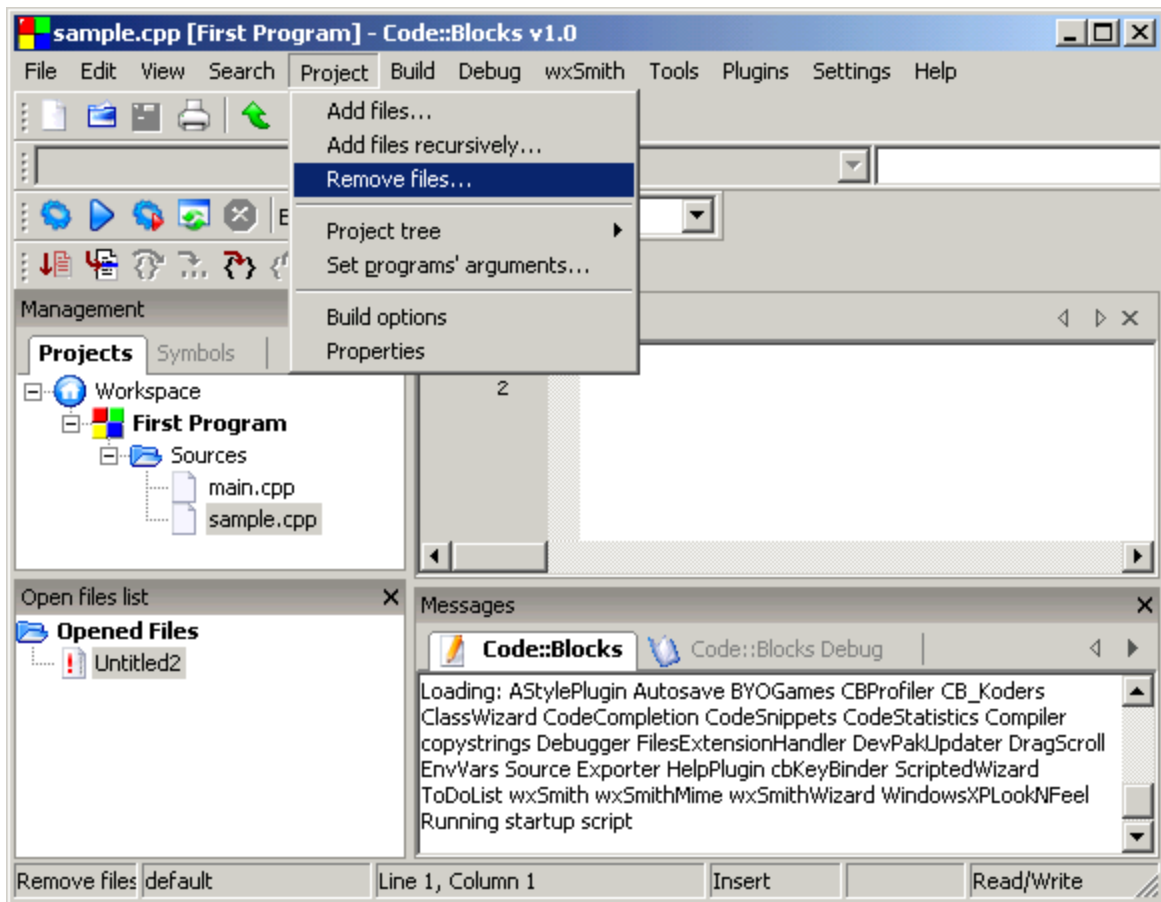 sample.cpp [First Program] - Code::Blocks v1.0
File Edit View Search Project Build Debug wxSmith Tools Plugins Settings Help
Add files...
Add files recursively...
Remove files...
Project tree
Set programs' arguments...
Build options
Properties
Management
Projects Symbols
Workspace
First Program
Sources
main.cpp
sample.cpp
2
Open files list
Opened Files
Untitled2
Messages
Code::Blocks Code::Blocks Debug
Loading: AStylePlugin Autosave BYOGames CBProfiler CB_Koders
ClassWizard CodeCompletion CodeSnippets CodeStatistics Compiler
copystrings Debugger FilesExtensionHandler DevPakUpdater DragScroll
EnvVars Source Exporter HelpPlugin cbKeyBinder ScriptedWizard
ToDoList wxSmith wxSmithMime wxSmithWizard WindowsXPLookNFeel
Running startup script
Remove files default Line 1, Column 1 Insert Read/Write